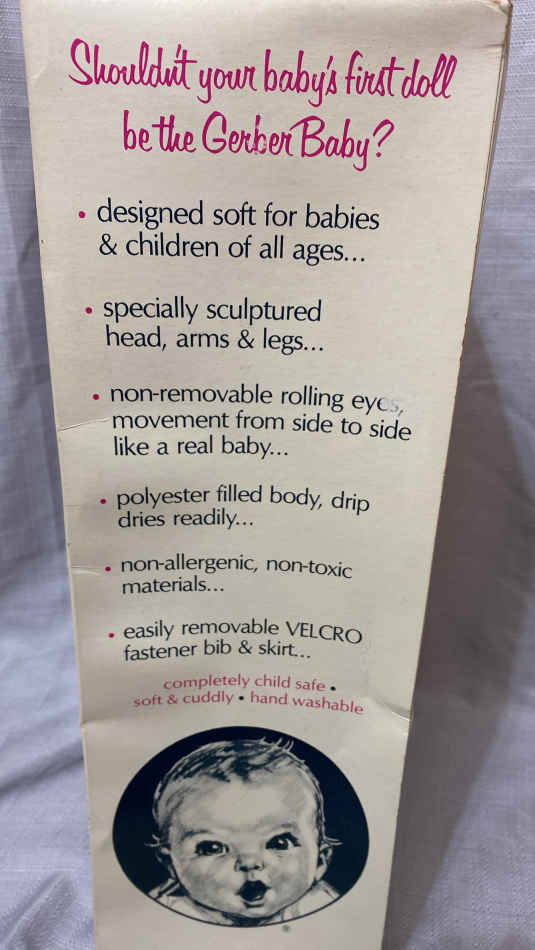 Shouldn't your baby's first doll
be the Gerber Baby?
• designed soft for babies
& children of all ages...
• specially sculptured
head, arms & legs...
• non-removable rolling eyes,
movement from side to side
like a real baby...
• polyester filled body, drip
dries readily...
• non-allergenic, non-toxic
materials...
• easily removable VELCRO
fastener bib & skirt...
completely child safe •
soft & cuddly • hand washable
®